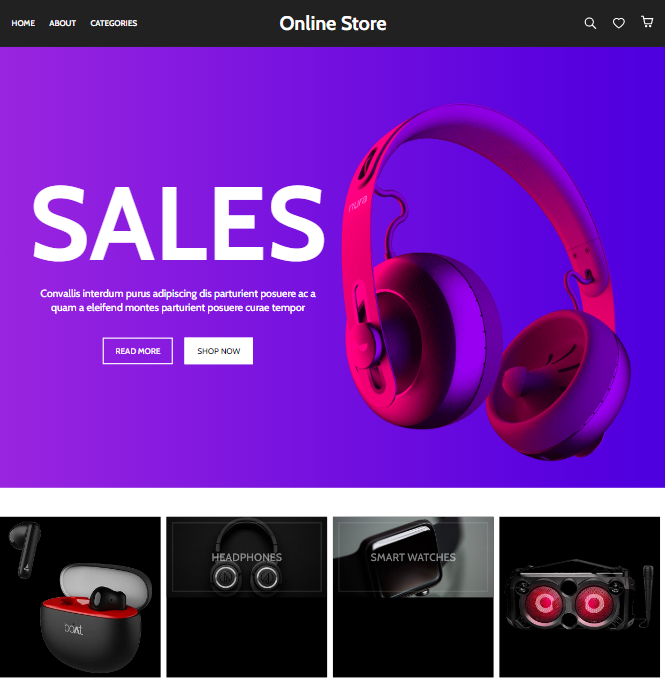 HOME ABOUT CATEGORIES Online Store
SALES
nura
Convallis interdum purus adipiscing dis parturient posuere ac a
quam a eleifend montes parturient posuere curae tempor
READ MORE SHOP NOW
HEADPHONES SMART WATCHES